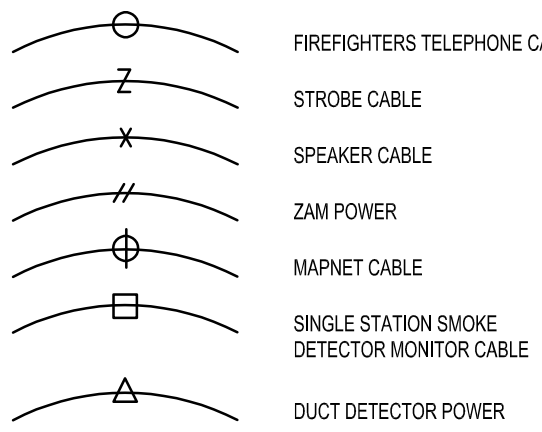 FIREFIGHTERS TELEPHONE
STROBE CABLE
SPEAKER CABLE
ZAM POWER
MAPNET CABLE
SINGLE STATION SMOKE
DETECTOR MONITOR CABLE
DUCT DETECTOR POWER